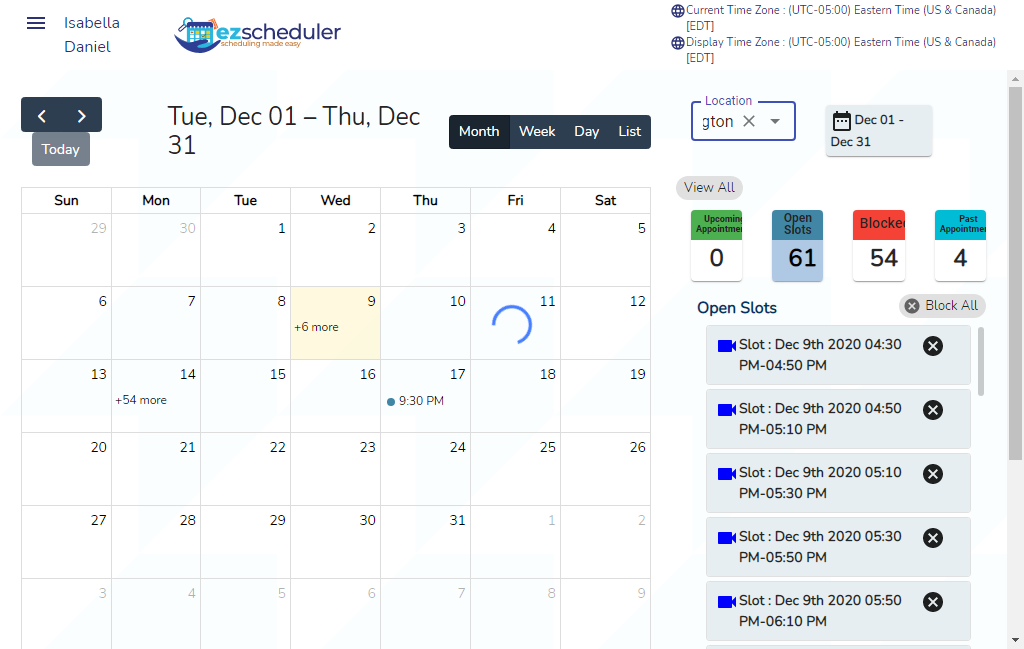 Isabella
Daniel
ezscheduler
scheduling made easy
Current Time Zone : (UTC-05:00) Eastern Time (US & Canada)
[EDT]
Display Time Zone : (UTC-05:00) Eastern Time (US & Canada)
[EDT]
Today
Tue, Dec 01 – Thu, Dec
31
Month Week Day List
Location
gton
Dec 01 -
Dec 31
Sun Mon Tue Wed Thu Fri Sat
29 30 1 2 3 4 5
6 7 8 9 10 11 12
+6 more
13 14 15 16 17 18 19
+54 more 9:30 PM
20 21 22 23 24 25 26
27 28 29 30 31 1 2
3 4 5 6 7 8 9
View All
Upcoming
Appointmen
0
Open
Slots
61
Blocke
54
Past
Appointmen
4
Open Slots
Block All
Slot : Dec 9th 2020 04:30
PM-04:50 PM
Slot : Dec 9th 2020 04:50
PM-05:10 PM
Slot : Dec 9th 2020 05:10
PM-05:30 PM
Slot : Dec 9th 2020 05:30
PM-05:50 PM
Slot : Dec 9th 2020 05:50
PM-06:10 PM